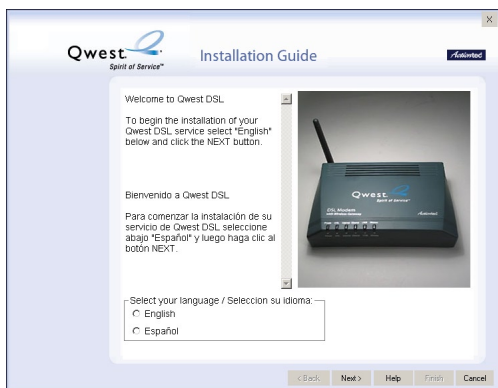 X
Qwest.
Spirit of Service™
Installation Guide
Actiontec
Welcome to Qwest DSL
To begin the installation of your
Qwest DSL service select "English"
below and click the NEXT button.
Bienvenido a Qwest DSL
Para comenzar la instalación de su
servicio de Qwest DSL seleccione
abajo "Español" y luego haga clic al
botón NEXT.
Qwest.
Spirit of Service
DSL Modem
with Wireless Gateway
Actiontec
Select your language / Seleccion su idioma:
English
Español
< Back
Next >
Help
Finish
Cancel